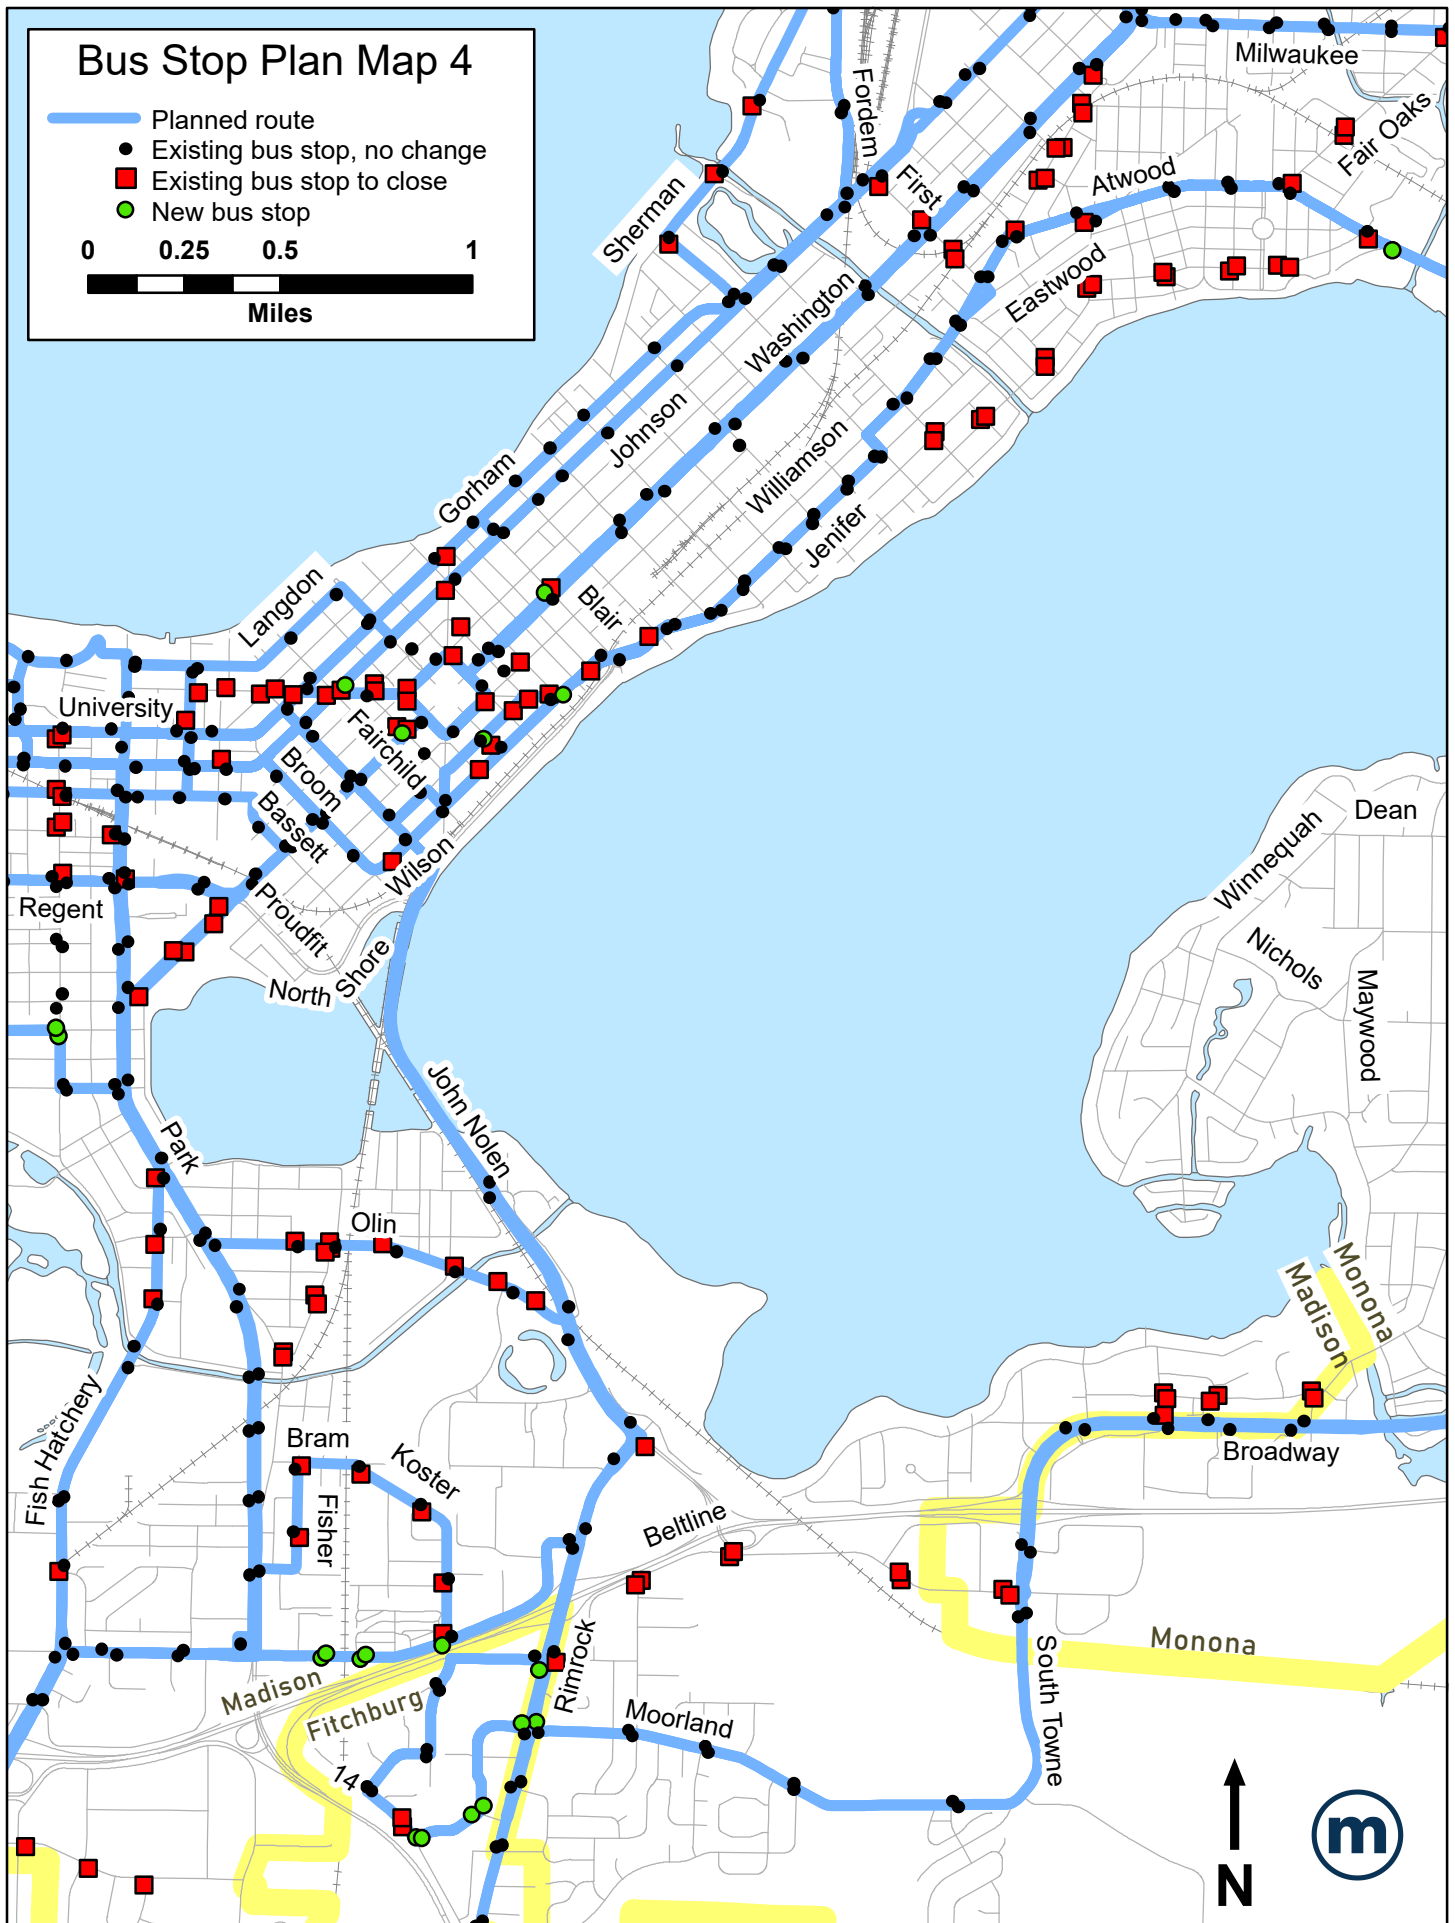 Bus Stop Plan Map 4
Planned route
Existing bus stop, no change
Existing bus stop to close
New bus stop
0 0.25 0.5 1
Miles
Milwaukee
Fordem
Fair Oaks
First
Atwood
Sherman
Eastwood
Washington
Johnson
Gorham
Williamson
Jenifer
Langdon
Blair
University
Fairchild
Broom
Bassett
Wilson
Dean
Winnequah
Regent
Proudfit
Nichols
North
Shore
Maywood
John Nolen
Park
Olin
Monona
Madison
Fish Hatchery
Bram
Koster
Broadway
Fisher
Beltline
Rimrock
Monona
Madison
Fitchburg
South Towne
Moorland
14
N
m